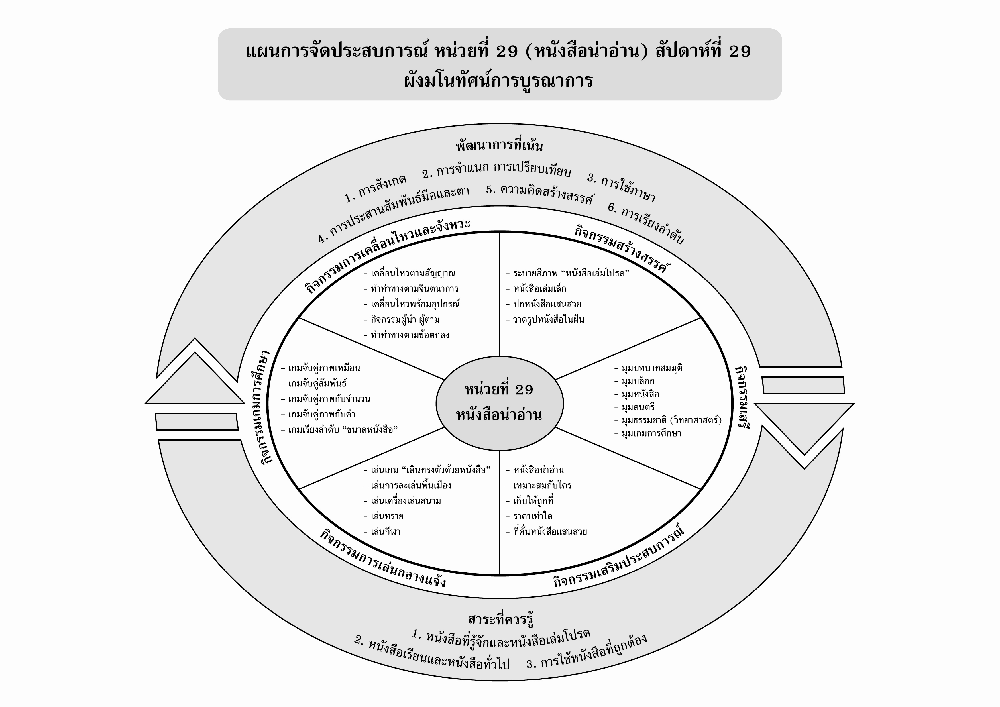 แผนการจัดประสบการณ์ หน่วยที่ 29 (หนังสือน่าอ่าน) สัปดาห์ที่ 29
ผังมโนทัศน์การบูรณาการ
พัฒนาการที่เน้น
1. การสังเกต 2. การจำแนก การเปรียบเทียบ 3. การใช้ภาษา
4. การประสานสัมพันธ์มือและตา 5. ความคิดสร้างสรรค์ 6. การเรียงลำดับ
กิจกรรมการเคลื่อนไหวและจังหวะ
- เคลื่อนไหวตามสัญญาณ
- ทำท่าทางตามจินตนาการ
- เคลื่อนไหวพร้อมอุปกรณ์
- กิจกรรมผู้นำ ผู้ตาม
- ทำท่าทางตามข้อตกลง
กิจกรรมสร้างสรรค์
- ระบายสีภาพ “หนังสือเล่มโปรด”
- หนังสือเล่มเล็ก
- ปกหนังสือแสนสวย
- วาดรูปหนังสือในฝัน
กิจกรรมเกมการศึกษา
- เกมจับคู่ภาพเหมือน
- เกมจับคู่สัมพันธ์
- เกมจับคู่ภาพกับจำนวน
- เกมจับคู่ภาพกับคำ
- เกมเรียงลำดับ “ขนาดหนังสือ”
หน่วยที่ 29
หนังสือน่าอ่าน
กิจกรรมเสรี
- มุมบทบาทสมมุติ
- มุมบล็อก
- มุมหนังสือ
- มุมดนตรี
- มุมธรรมชาติ (วิทยาศาสตร์)
- มุมเกมการศึกษา
- เล่นเกม “เดินทรงตัวด้วยหนังสือ”
- เล่นการละเล่นพื้นเมือง
- เล่นเครื่องเล่นสนาม
- เล่นทราย
- เล่นกีฬา
กิจกรรมการเล่นกลางแจ้ง
- หนังสือน่าอ่าน
- เหมาะสมกับใคร
- เก็บให้ถูกที่
- ราคาเท่าใด
- ที่คั่นหนังสือแสนสวย
กิจกรรมเสริมประสบการณ์
สาระที่ควรรู้
1. หนังสือที่รู้จักและหนังสือเล่มโปรด
2. หนังสือเรียนและหนังสือทั่วไป 3. การใช้หนังสือที่ถูกต้อง